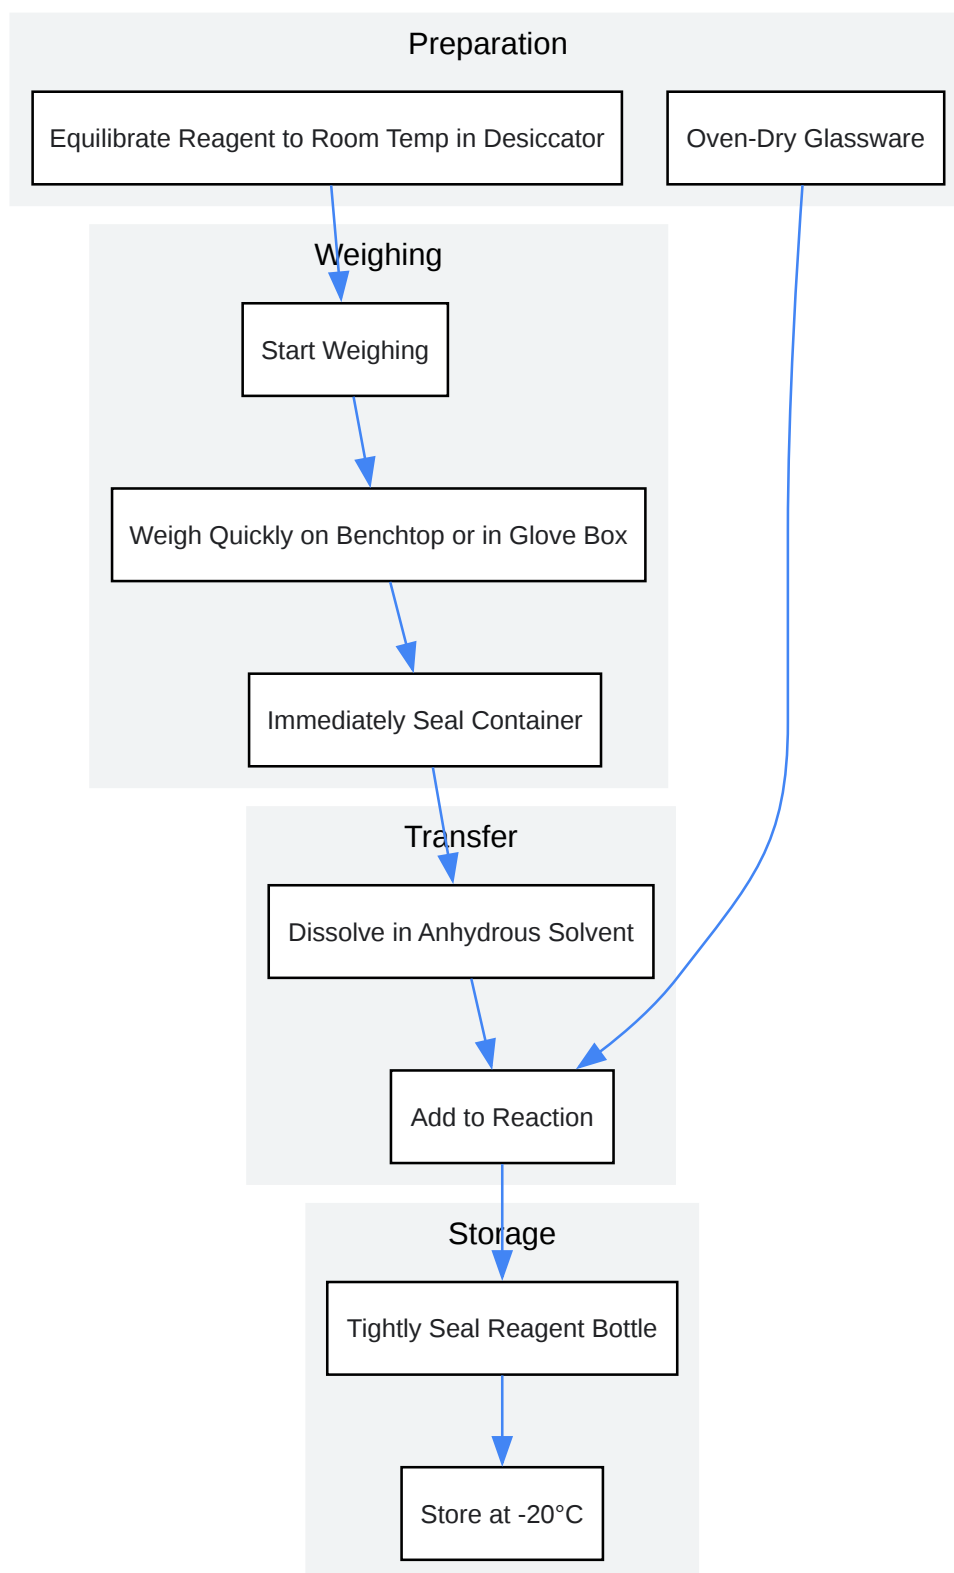 Preparation
Equilibrate Reagent to Room Temp in Desiccator
Oven-Dry Glassware
Weighing
Start Weighing
Weigh Quickly on Benchtop or in Glove Box
Immediately Seal Container
Transfer
Dissolve in Anhydrous Solvent
Add to Reaction
Storage
Tightly Seal Reagent Bottle
Store at -20°C